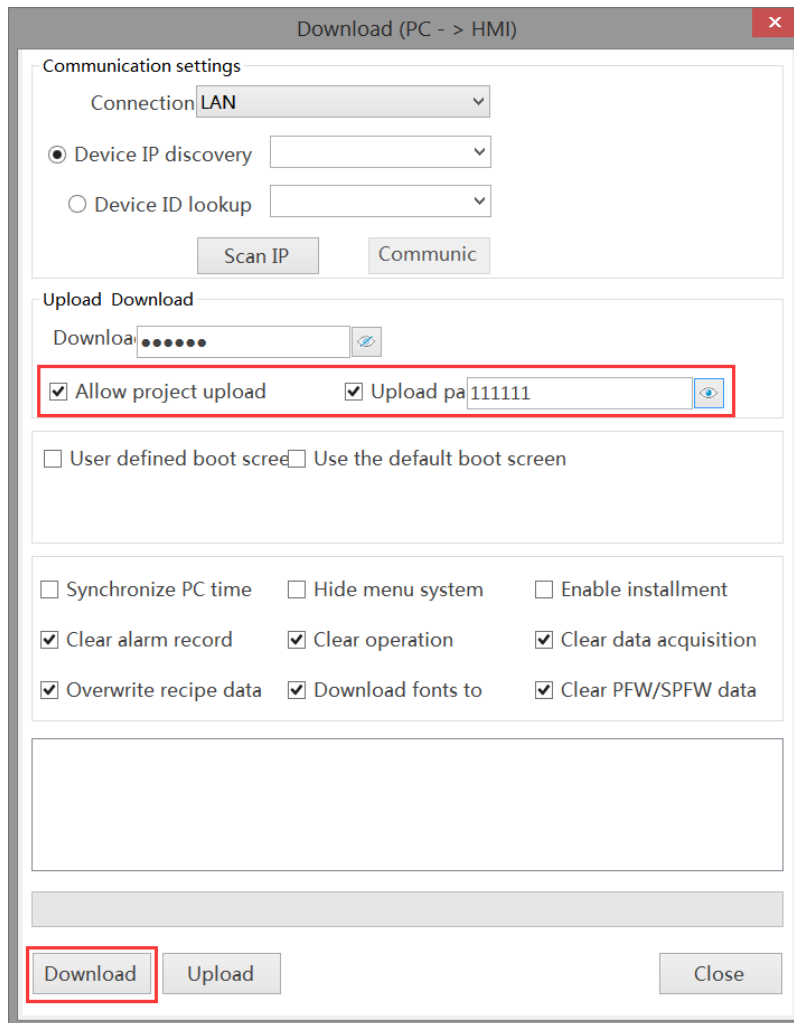 Download (PC - > HMI)
Communication settings
Connection LAN
Device IP discovery
Device ID lookup
Scan IP Communic
Upload Download
Downloa ●●●●●●
Allow project upload Upload pa 111111
User defined boot scree Use the default boot screen
Synchronize PC time Hide menu system Enable installment
Clear alarm record Clear operation Clear data acquisition
Overwrite recipe data Download fonts to Clear PFW/SPFW data
Download Upload Close